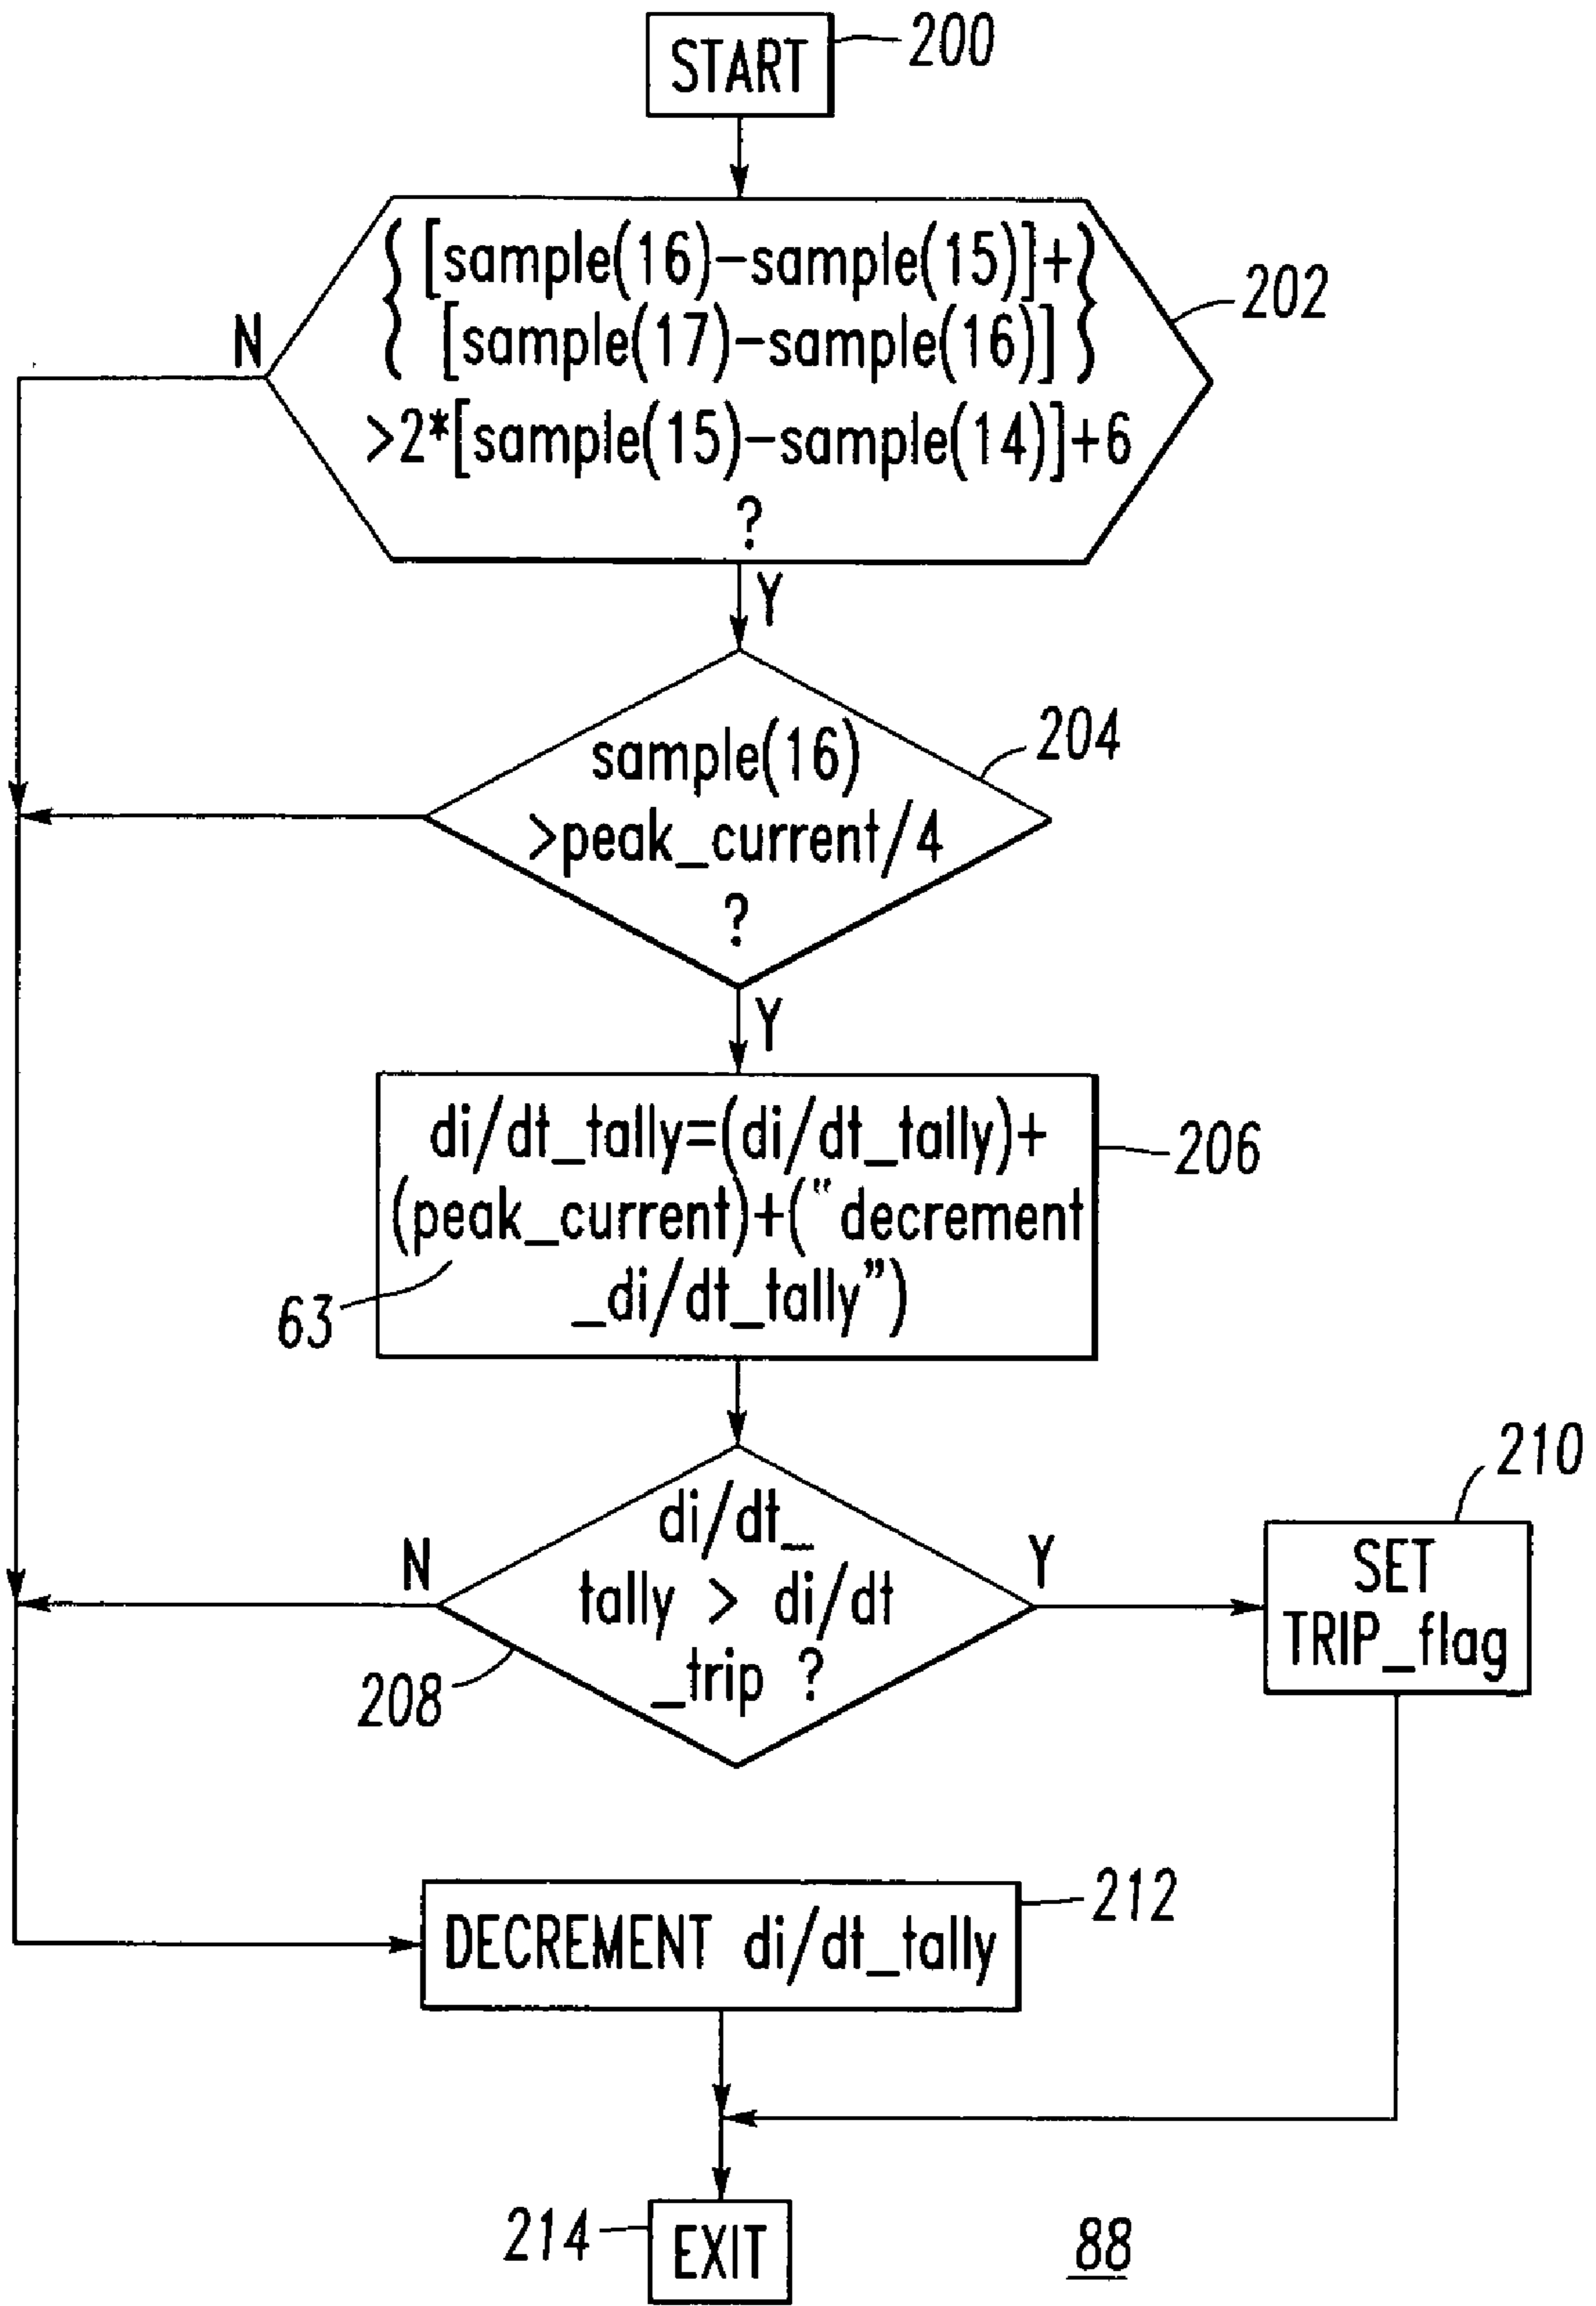 START
200
{ [sample(16)-sample(15)]+ }
{ [sample(17)-sample(16)] }
>2*[sample(15)-sample(14)]+6
?
202
N
Y
sample(16)
>peak_current/4
?
204
Y
di/dt_tally=(di/dt_tally)+
(peak_current)+("decrement
_di/dt_tally")
206
63
di/dt_
tally > di/dt
_trip ?
N
Y
208
210
SET
TRIP_flag
DECREMENT di/dt_tally
212
EXIT
214
88